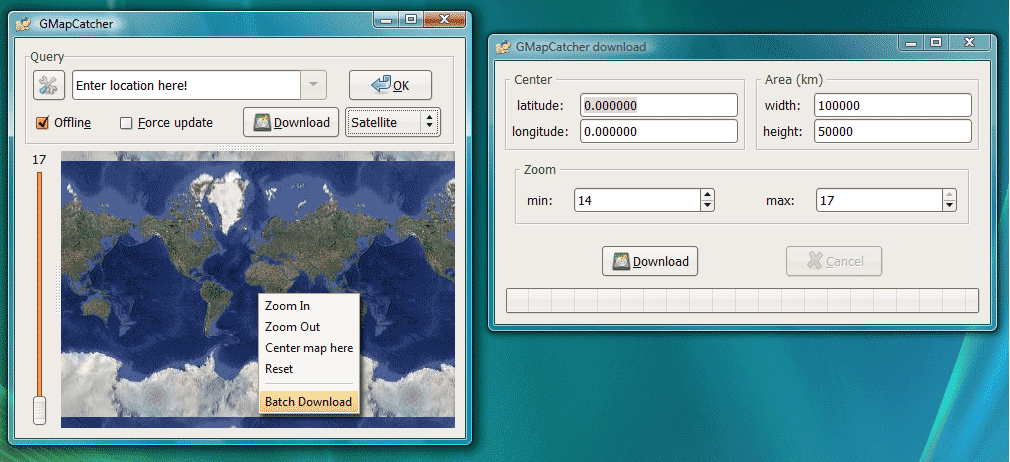 GMapCatcher
Query
Enter location here!
OK
Offline
Force update
Download
Satellite
17
Zoom In
Zoom Out
Center map here
Reset
Batch Download
GMapCatcher download
Center
latitude: 0.000000
longitude: 0.000000
Area (km)
width: 100000
height: 50000
Zoom
min: 14
max: 17
Download
Cancel